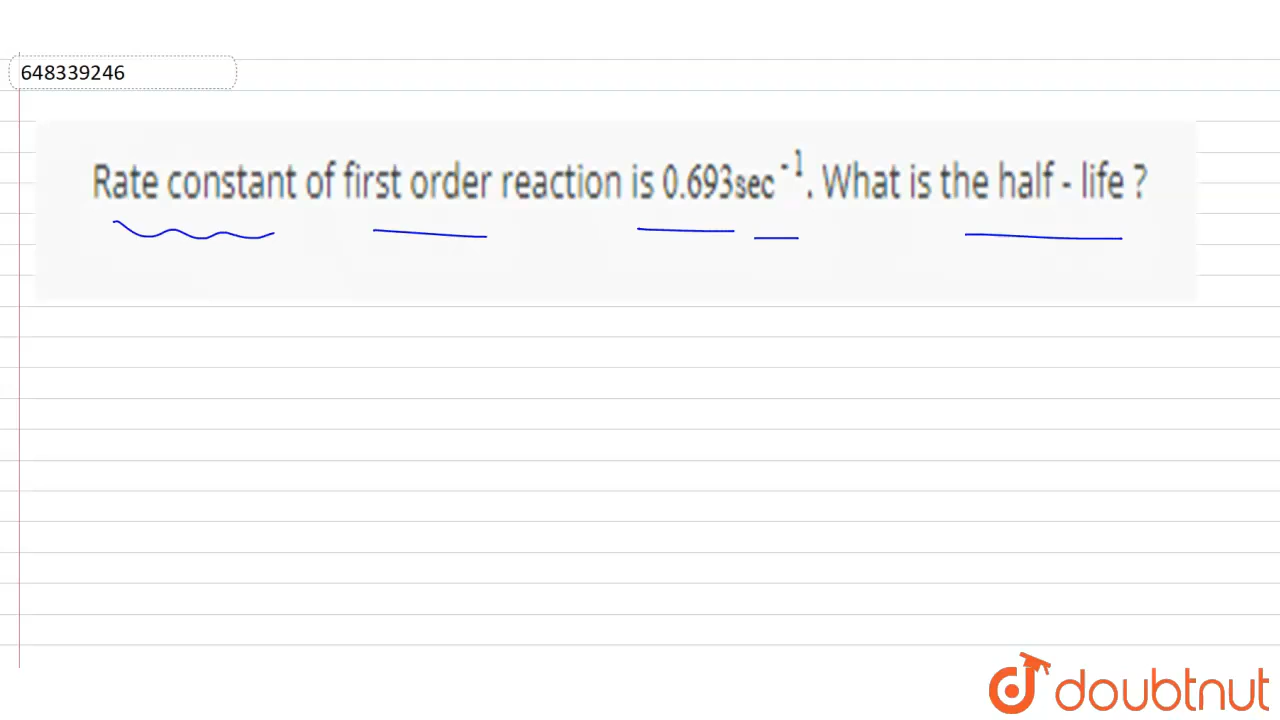 648339246
Rate constant of first order reaction is 0.693sec⁻¹. What is the half - life ?
doubtnut